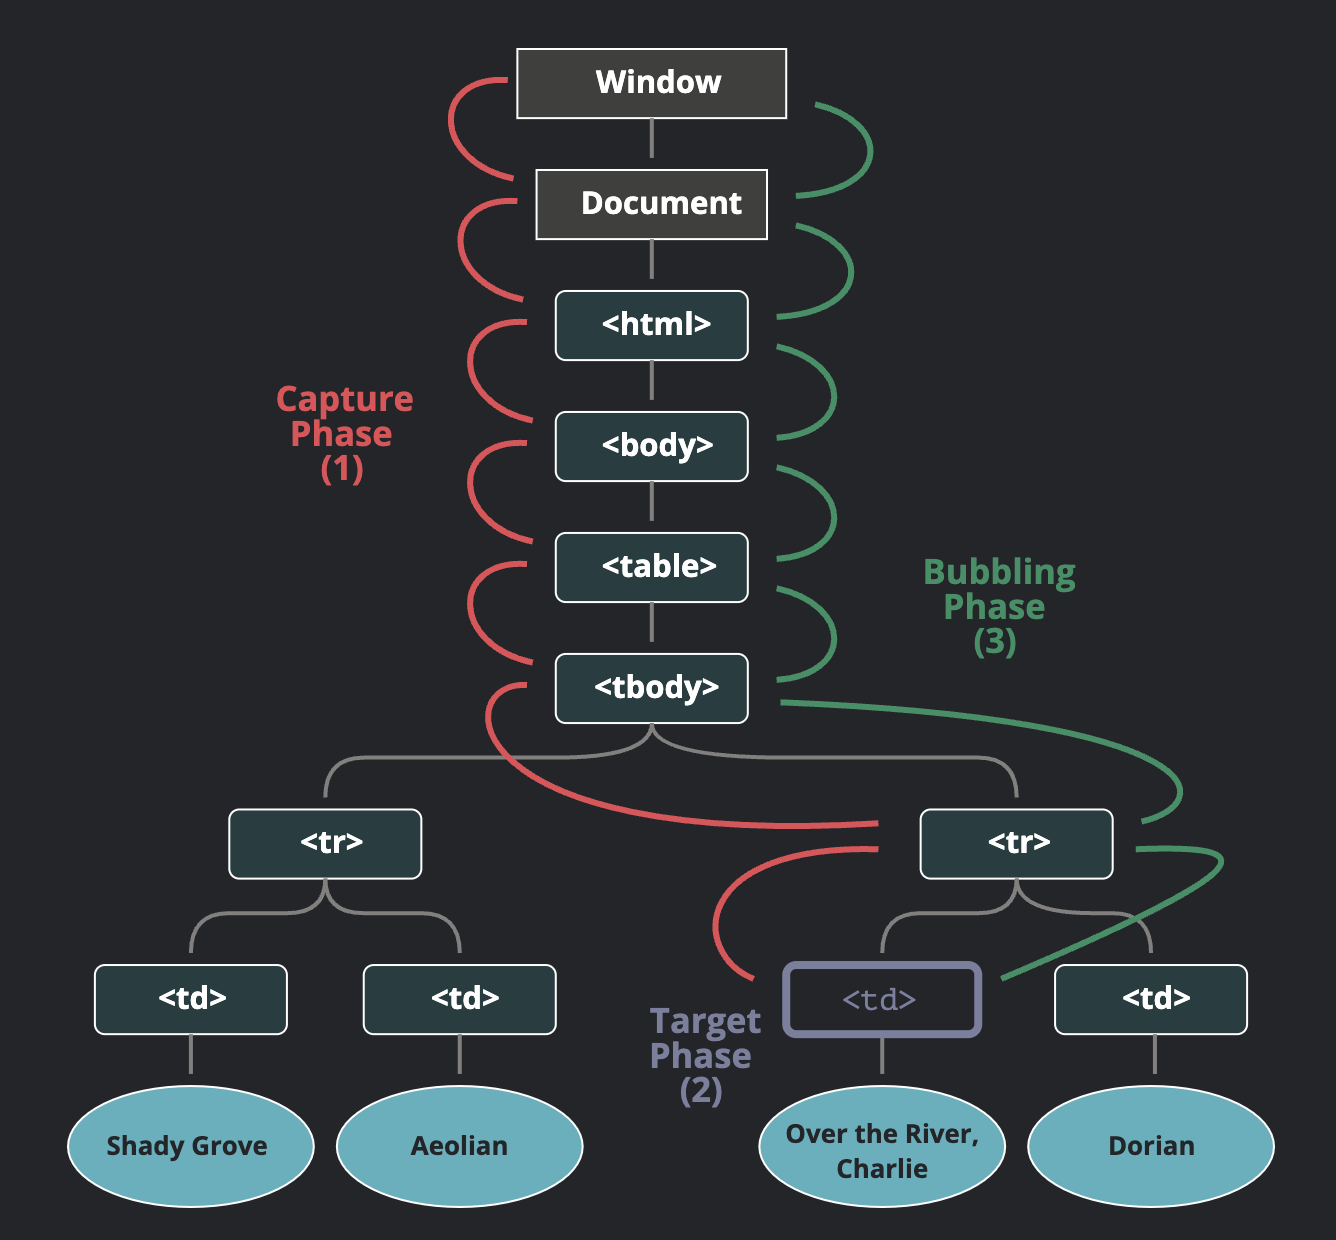 Window
Document
<html>
Capture
Phase
(1)
<body>
<table>
Bubbling
Phase
(3)
<tbody>
<tr>
<tr>
<td>
<td>
<td>
<td>
Target
Phase
(2)
Shady Grove
Aeolian
Over the River,
Charlie
Dorian